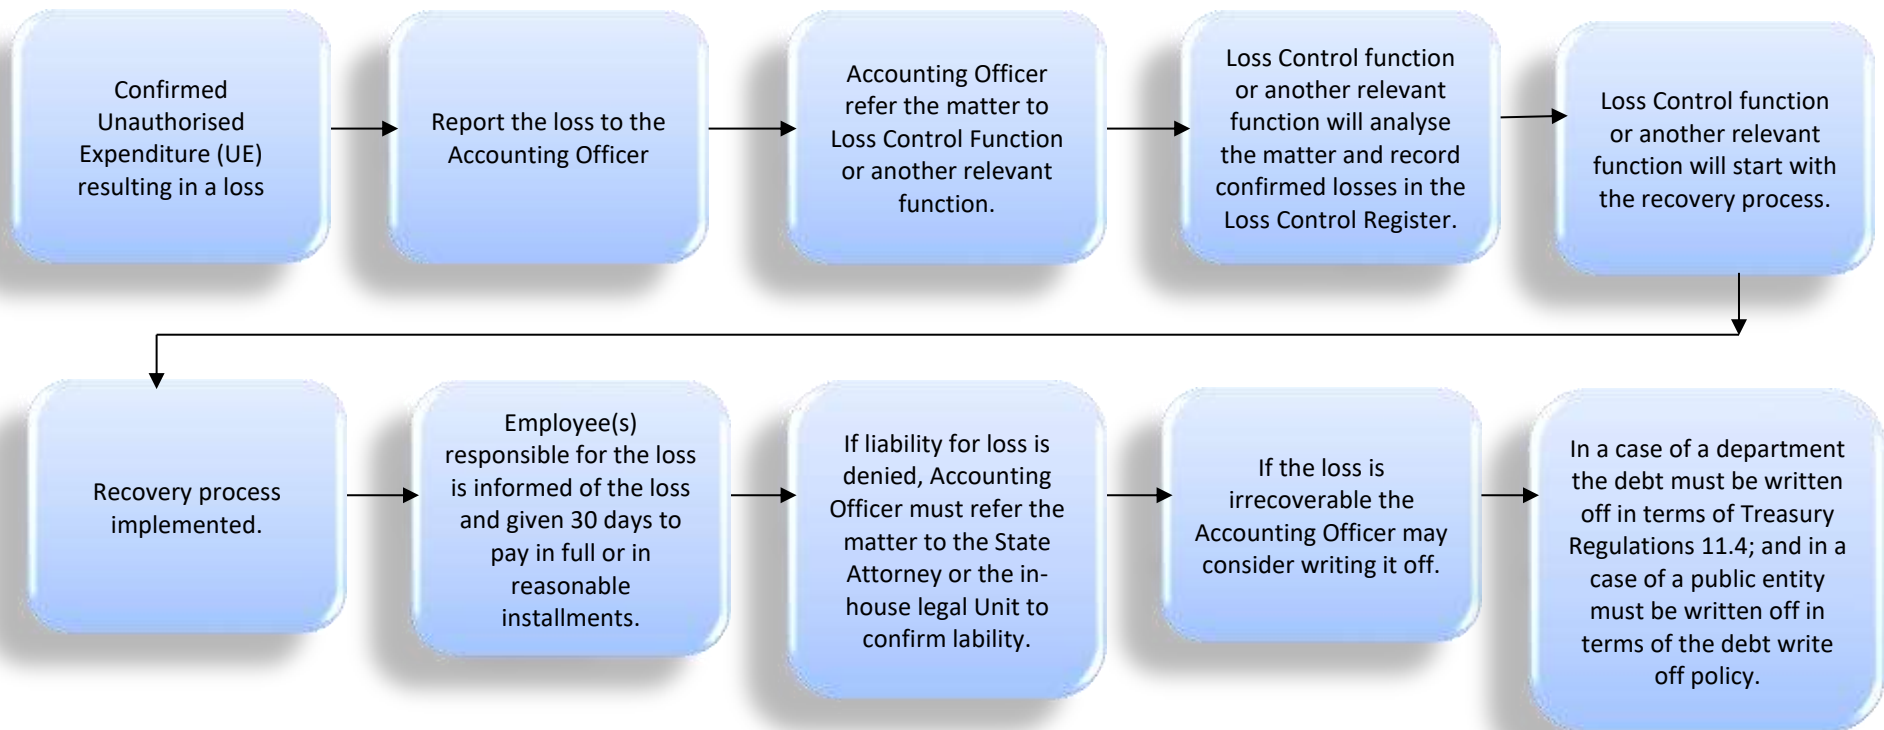 Confirmed
Unauthorised
Expenditure (UE)
resulting in a loss
Report the loss to the
Accounting Officer
Accounting Officer
refer the matter to
Loss Control Function
or another relevant
function.
Loss Control function
or another relevant
function will analyse
the matter and record
confirmed losses in the
Loss Control Register.
Loss Control function
or another relevant
function will start with
the recovery process.
Recovery process
implemented.
Employee(s)
responsible for the loss
is informed of the loss
and given 30 days to
pay in full or in
reasonable
installments.
If liability for loss is
denied, Accounting
Officer must refer the
matter to the State
Attorney or the in-
house legal Unit to
confirm lability.
If the loss is
irrecoverable the
Accounting Officer may
consider writing it off.
In a case of a department
the debt must be written
off in terms of Treasury
Regulations 11.4; and in a
case of a public entity
must be written off in
terms of the debt write
off policy.